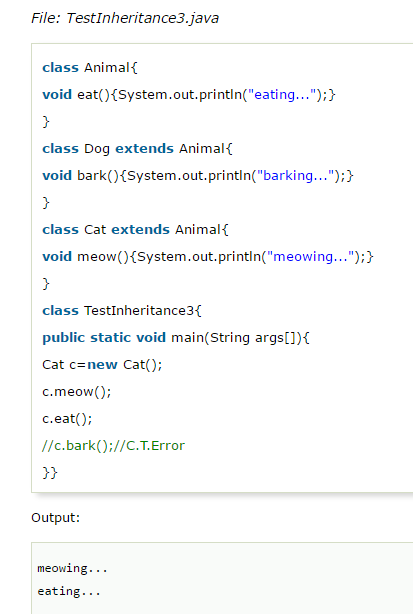 File: TestInheritance3.java
class Animal{
void eat(){System.out.println("eating...");}
}
class Dog extends Animal{
void bark(){System.out.println("barking...");}
}
class Cat extends Animal{
void meow(){System.out.println("meowing...");}
}
class TestInheritance3{
public static void main(String args[]){
Cat c=new Cat();
c.meow();
c.eat();
//c.bark();//C.T.Error
}}
Output:
meowing...
eating...